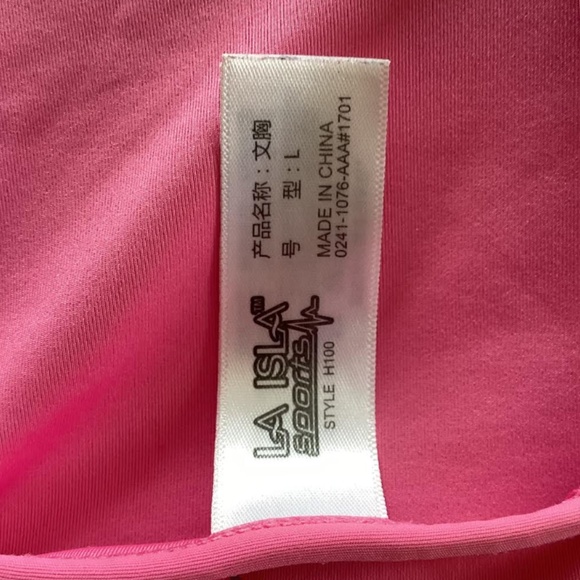 LA ISLA™
sports
STYLE H100
产品名称：文胸
号 型：L
MADE IN CHINA
0241-1076-AAA#1701